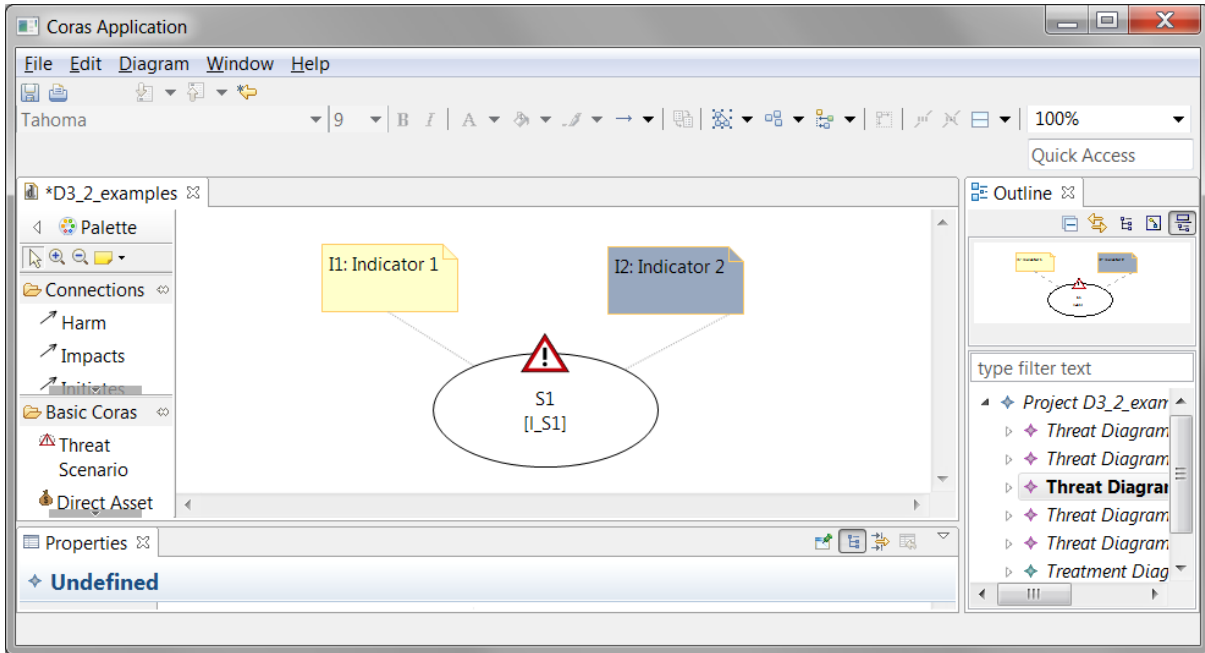 Coras Application
File Edit Diagram Window Help
Tahoma 9 B I A 100%
Quick Access
*D3_2_examples
Outline
Palette
I1: Indicator 1
I2: Indicator 2
Connections
Harm
Impacts
Initiates
S1
[I_S1]
Basic Coras
Threat
Scenario
Direct Asset
type filter text
Project D3_2_exam
Threat Diagram
Threat Diagram
Threat Diagra
Threat Diagram
Threat Diagram
Treatment Diag
Properties
Undefined